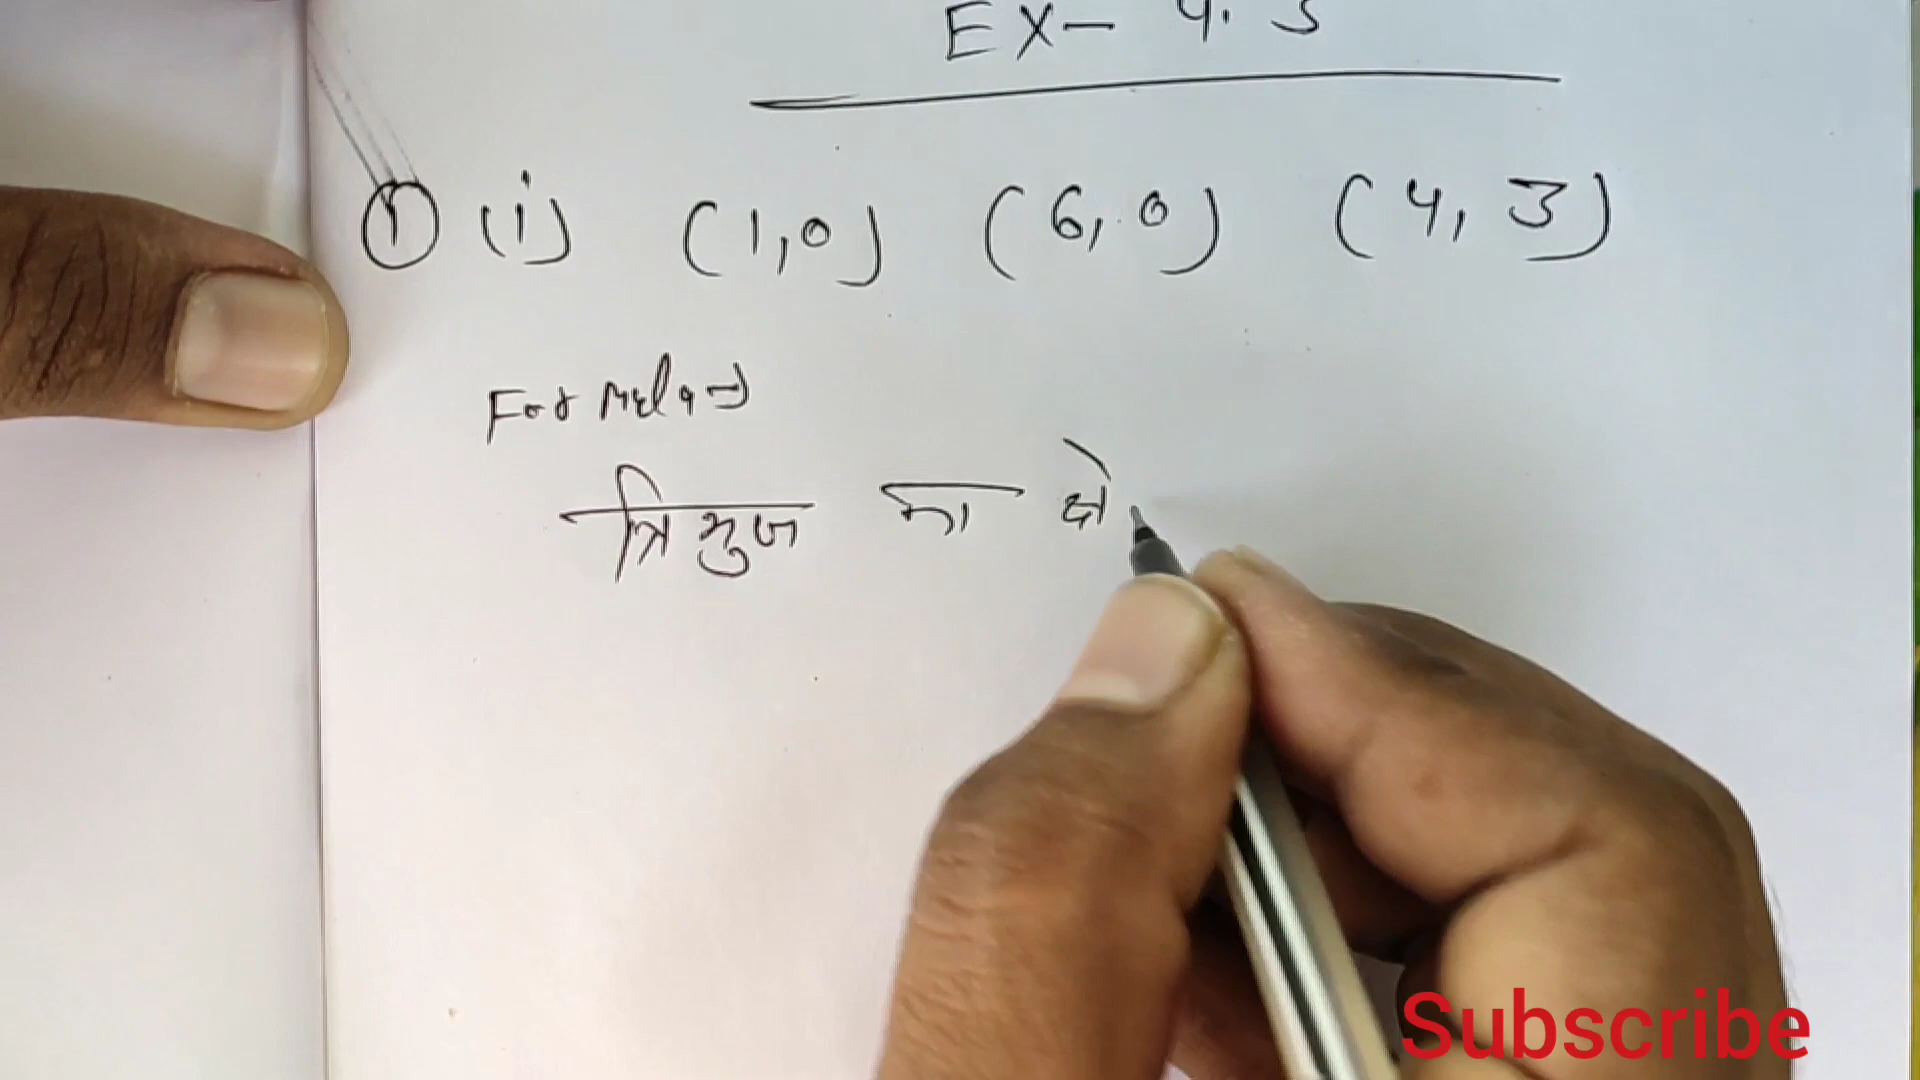 Ex- 4.3
① (i) (1,0) (6,0) (4,3)
Formula
त्रिभुज का क्षे
Subscribe